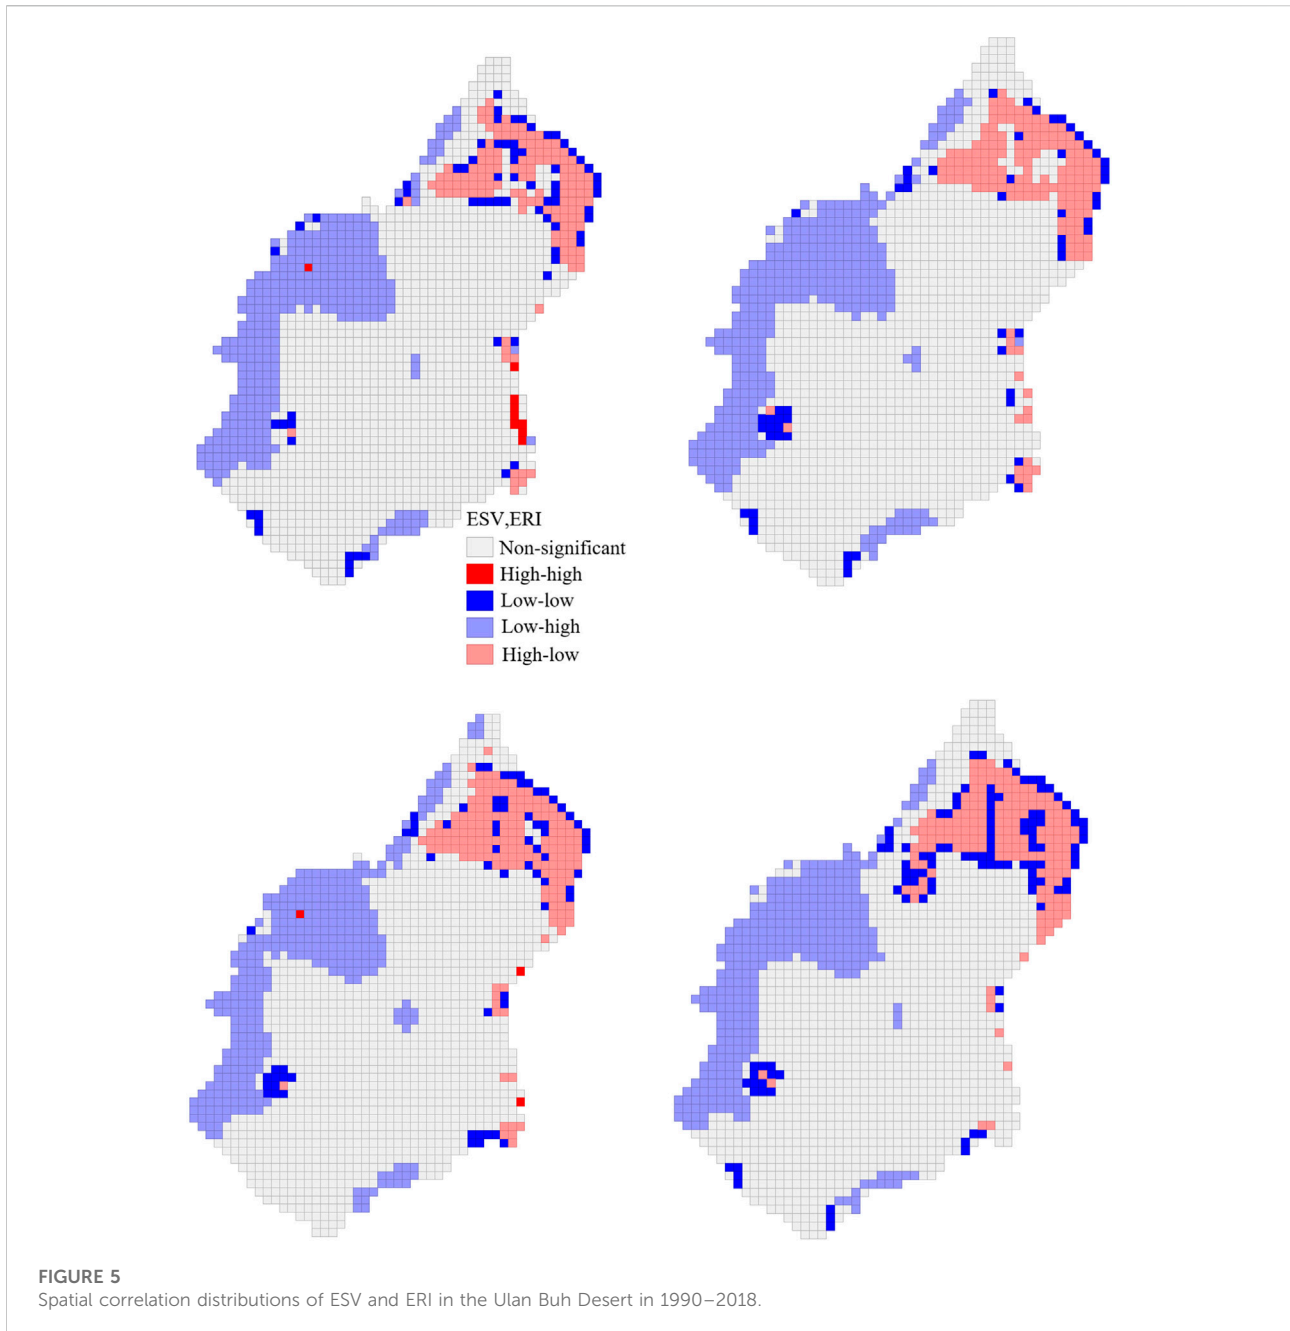 ESV,ERI
Non-significant
High-high
Low-low
Low-high
High-low
FIGURE 5
Spatial correlation distributions of ESV and ERI in the Ulan Buh Desert in 1990–2018.